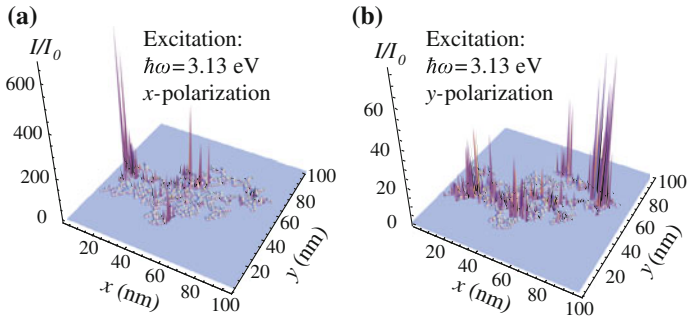 (a)
I/I0
Excitation:
ħω=3.13 eV
x-polarization
600
400
200
0
20
40
60
80
100
x (nm)
20
40
60
80
100
y (nm)
(b)
I/I0
Excitation:
ħω=3.13 eV
y-polarization
60
40
20
0
20
40
60
80
100
x (nm)
20
40
60
80
100
y (nm)